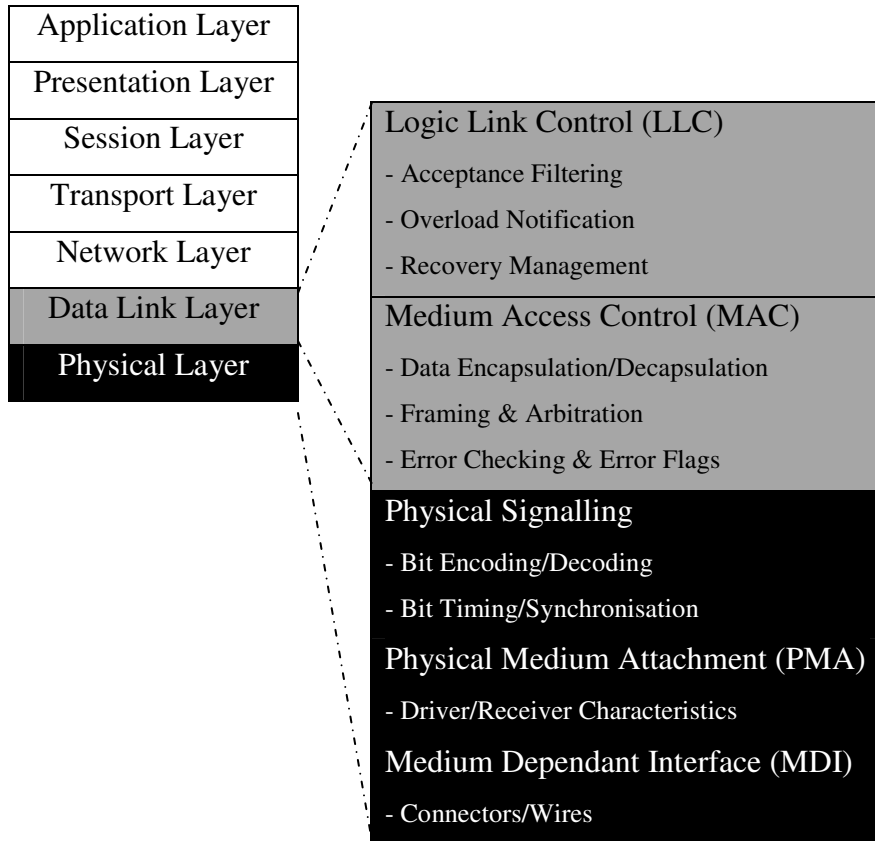 Application Layer
Presentation Layer
Session Layer
Transport Layer
Network Layer
Data Link Layer
Physical Layer
Logic Link Control (LLC)
- Acceptance Filtering
- Overload Notification
- Recovery Management
Medium Access Control (MAC)
- Data Encapsulation/Decapsulation
- Framing & Arbitration
- Error Checking & Error Flags
Physical Signalling
- Bit Encoding/Decoding
- Bit Timing/Synchronisation
Physical Medium Attachment (PMA)
- Driver/Receiver Characteristics
Medium Dependant Interface (MDI)
- Connectors/Wires